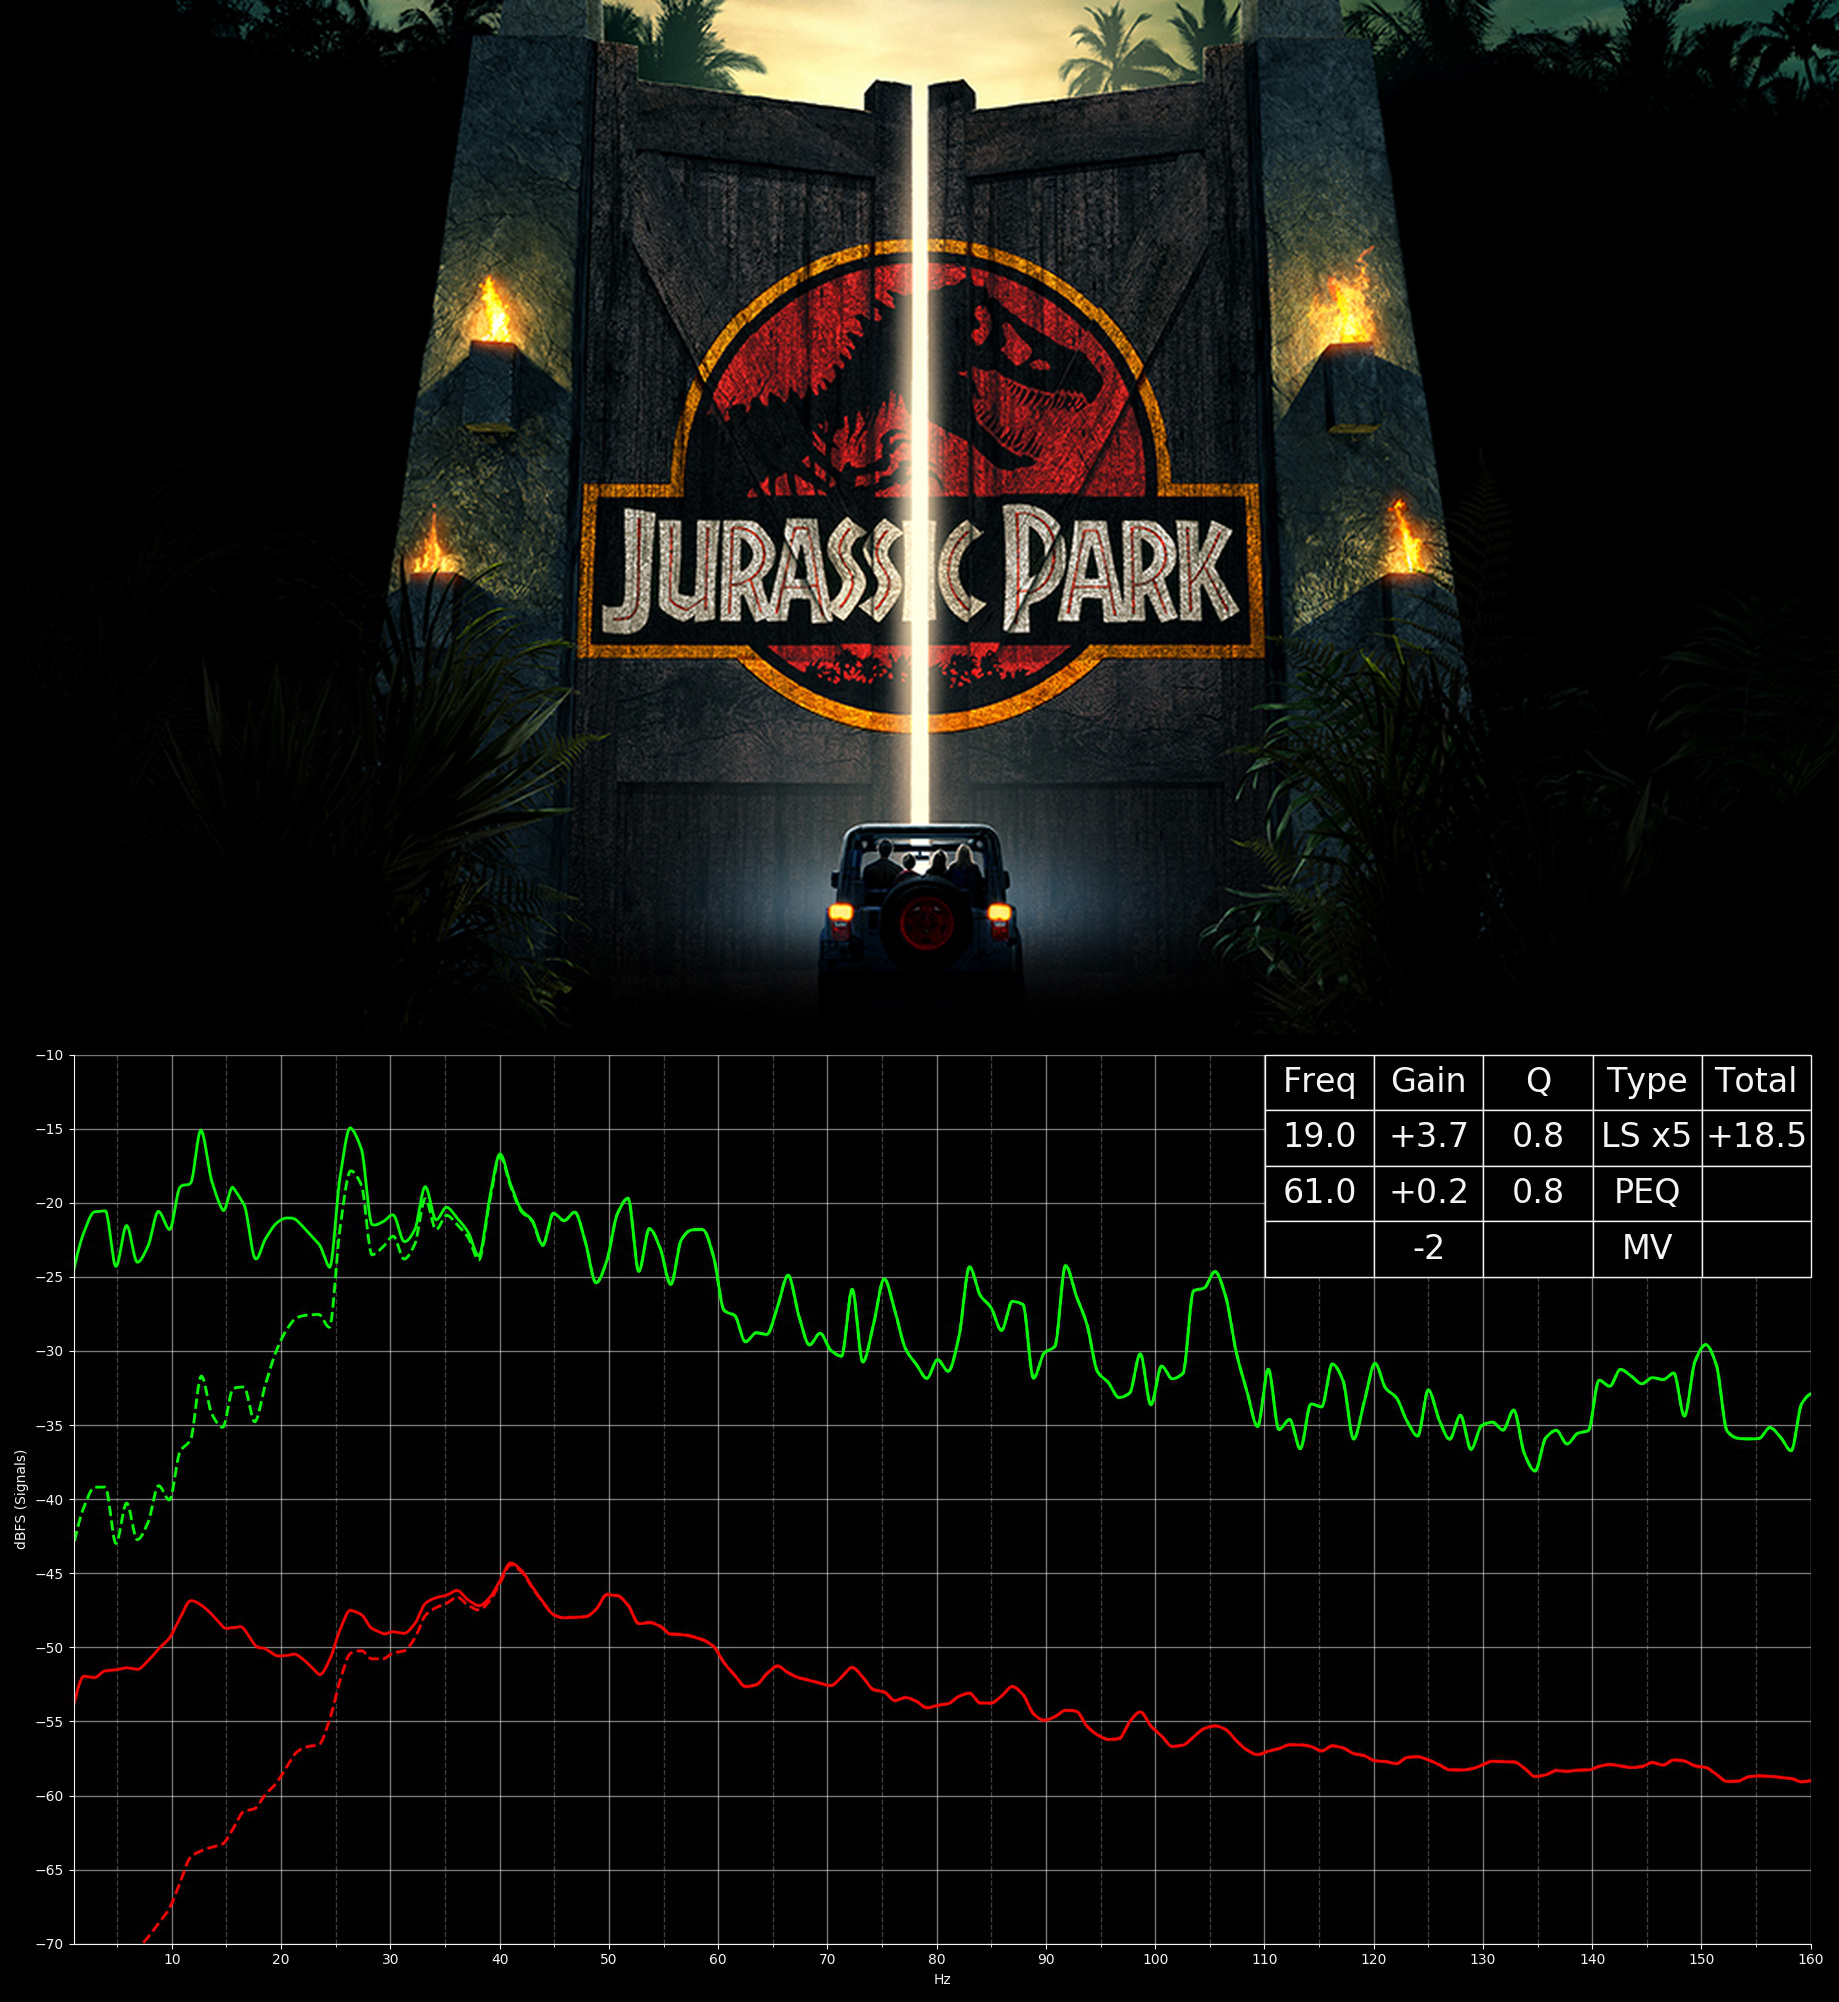 JURASSIC PARK
Freq Gain Q Type Total
19.0 +3.7 0.8 LS x5 +18.5
61.0 +0.2 0.8 PEQ
-2 MV
−10
−15
−20
−25
−30
−35
−40
−45
−50
−55
−60
−65
−70
dBFS (Signals)
10 20 30 40 50 60 70 80 90 100 110 120 130 140 150 160
Hz